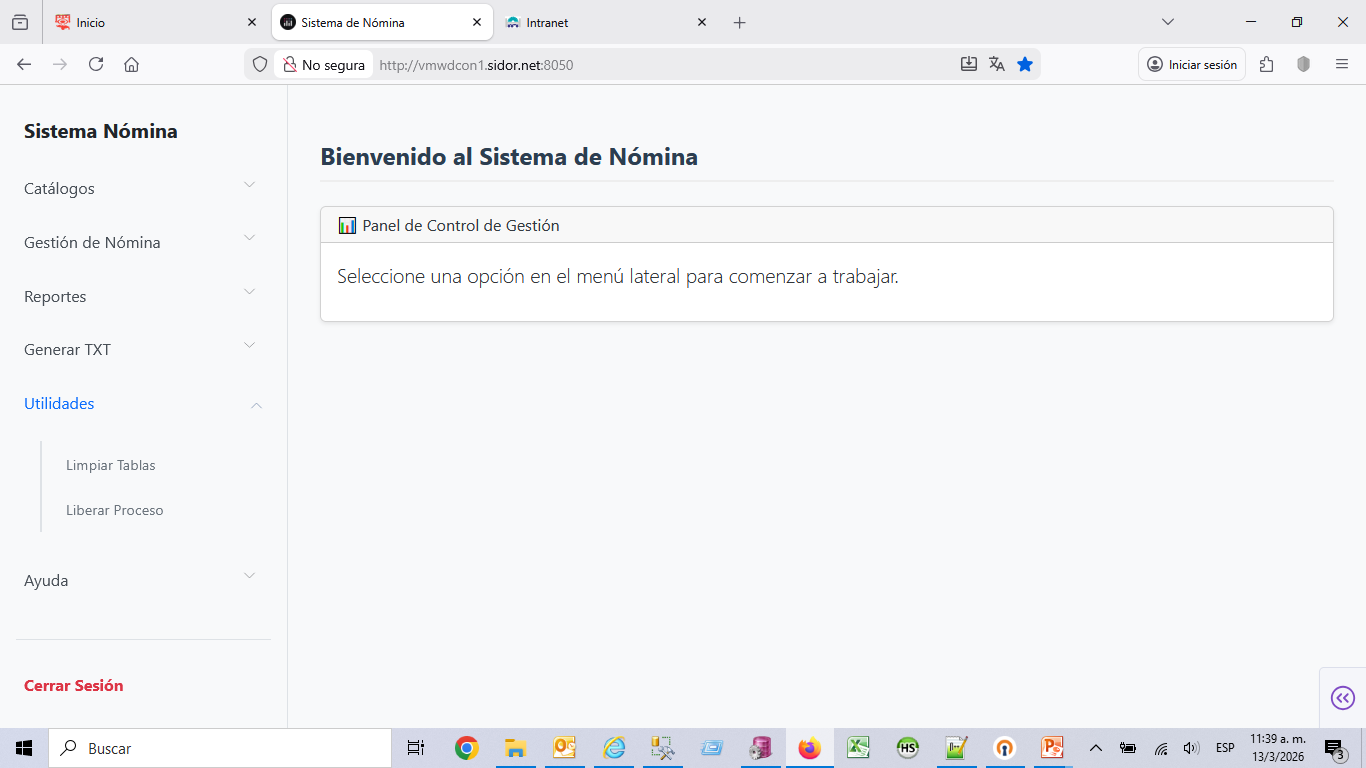 Inicio
Sistema de Nómina
Intranet
No segura
http://vmwdcon1.sidor.net:8050
Iniciar sesión
Sistema Nómina
Catálogos
Gestión de Nómina
Reportes
Generar TXT
Utilidades
Limpiar Tablas
Liberar Proceso
Ayuda
Cerrar Sesión
Bienvenido al Sistema de Nómina
Panel de Control de Gestión
Seleccione una opción en el menú lateral para comenzar a trabajar.
Buscar
HS
ESP
11:39 a. m.
13/3/2026
3